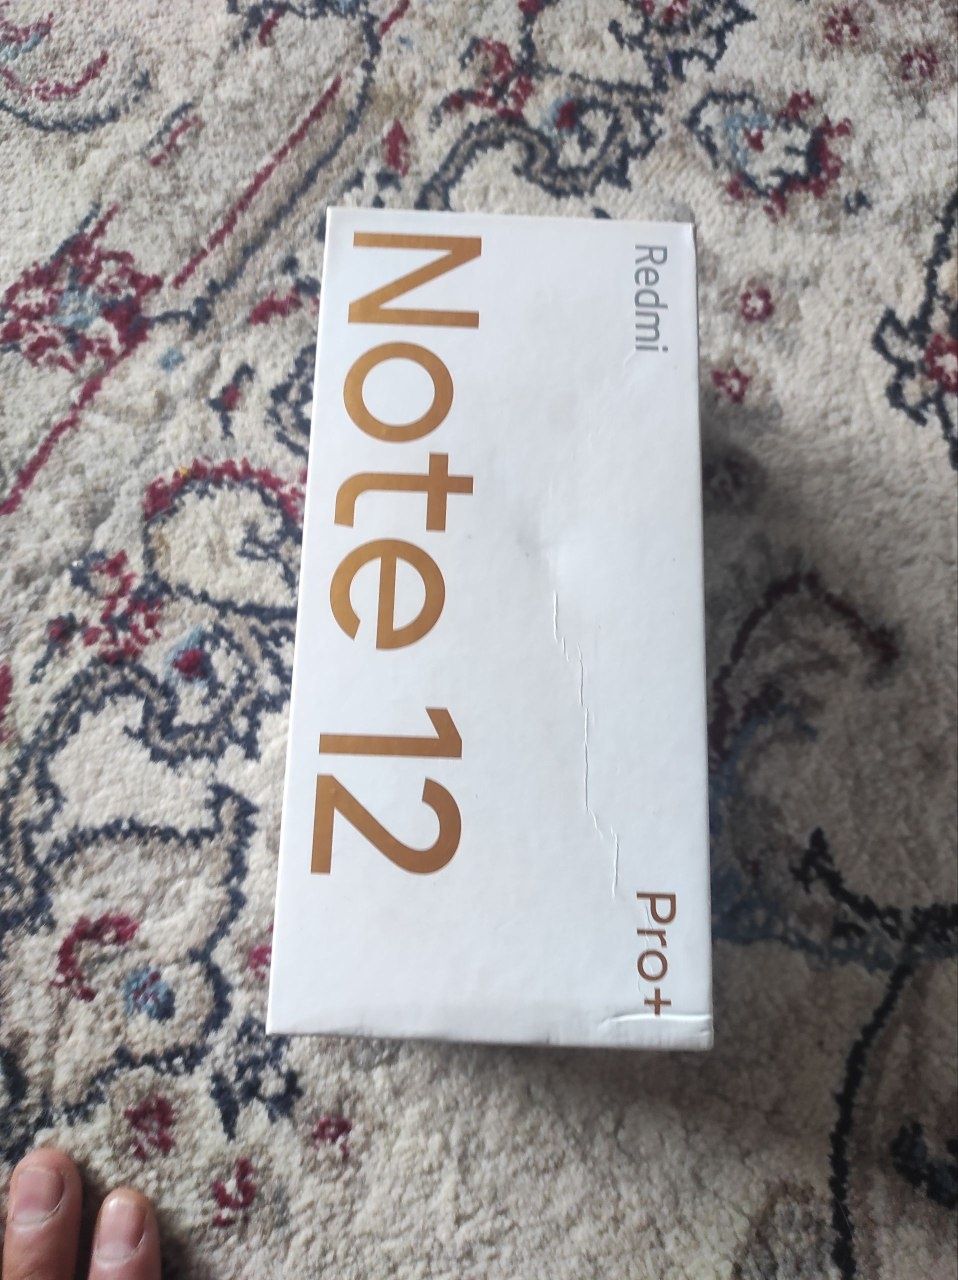 Redmi
Pro+
Note 12